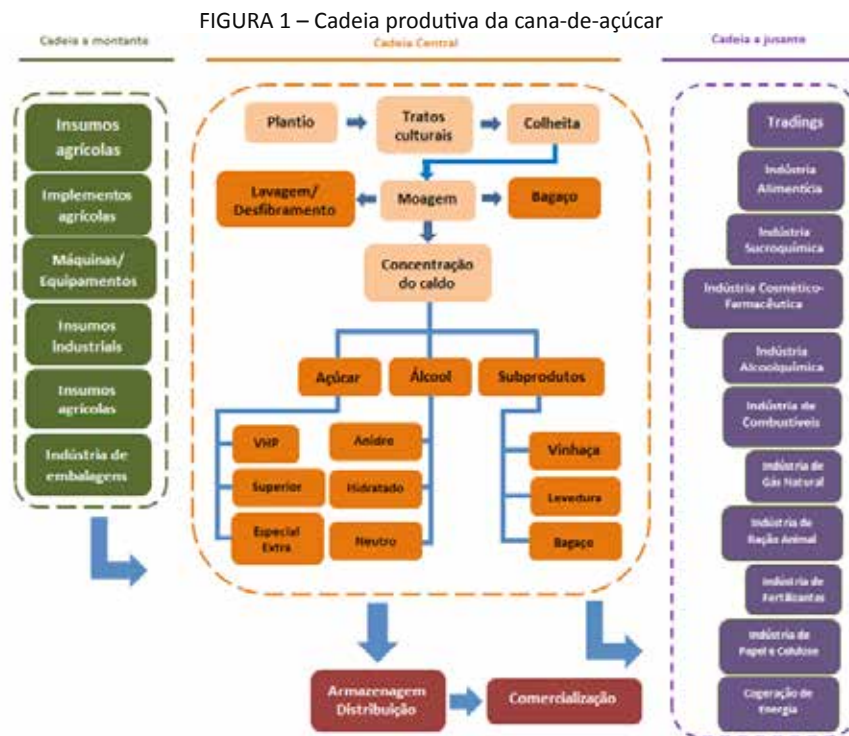 FIGURA 1 – Cadeia produtiva da cana-de-açúcar
Cadeia a montante
Cadeia Central
Cadeia a jusante
Insumos
agrícolas
Implementos
agrícolas
Máquinas/
Equipamentos
Insumos
Industriais
Insumos
agrícolas
Indústria de
embalagens
Plantio
Tratos
culturais
Colheita
Lavagem/
Desfibramento
Moagem
Bagaço
Concentração
do caldo
Açúcar
Álcool
Subprodutos
VHP
Superior
Especial
Extra
Anidro
Hidratado
Neutro
Vinhaça
Levedura
Bagaço
Armazenagem
Distribuição
Comercialização
Tradings
Indústria
Alimentícia
Indústria
Sucroquímica
Indústria Cosmético-
Farmacêutica
Indústria
Alcoolquímica
Indústria de
Combustíveis
Indústria de
Gás Natural
Indústria de
Ração Animal
Indústria de
Fertilizantes
Indústria de
Papel e Celulose
Cogeração de
Energia